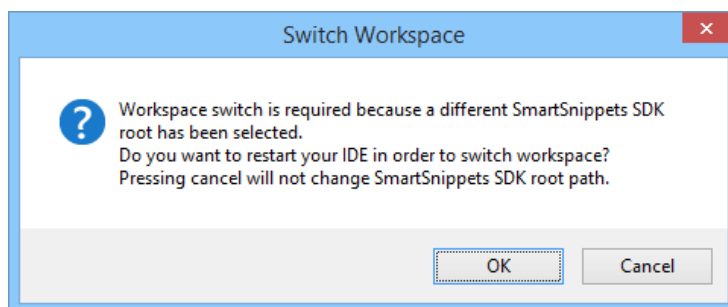 Switch Workspace
Workspace switch is required because a different SmartSnippets SDK
root has been selected.
Do you want to restart your IDE in order to switch workspace?
Pressing cancel will not change SmartSnippets SDK root path.
OK
Cancel